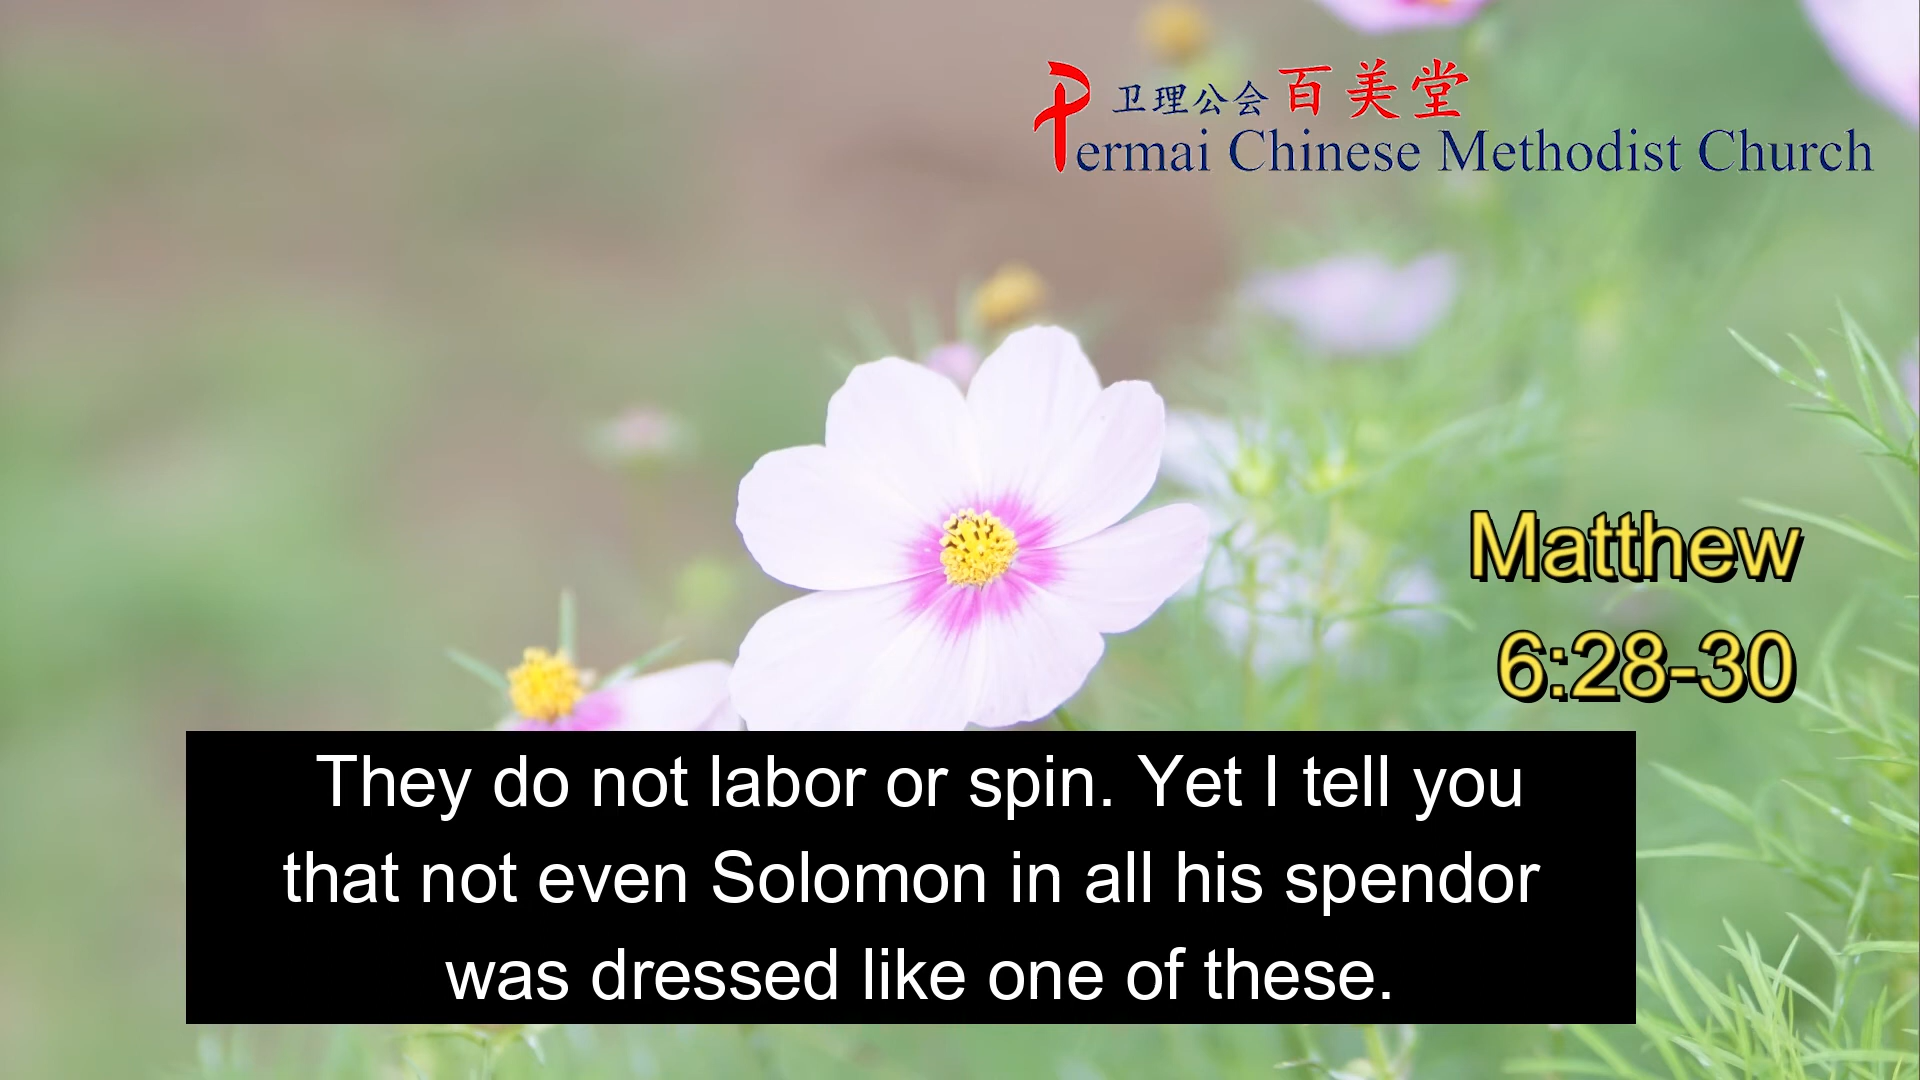 卫理公会百美堂
Permai Chinese Methodist Church
Matthew
6:28-30
They do not labor or spin. Yet I tell you
that not even Solomon in all his spendor
was dressed like one of these.